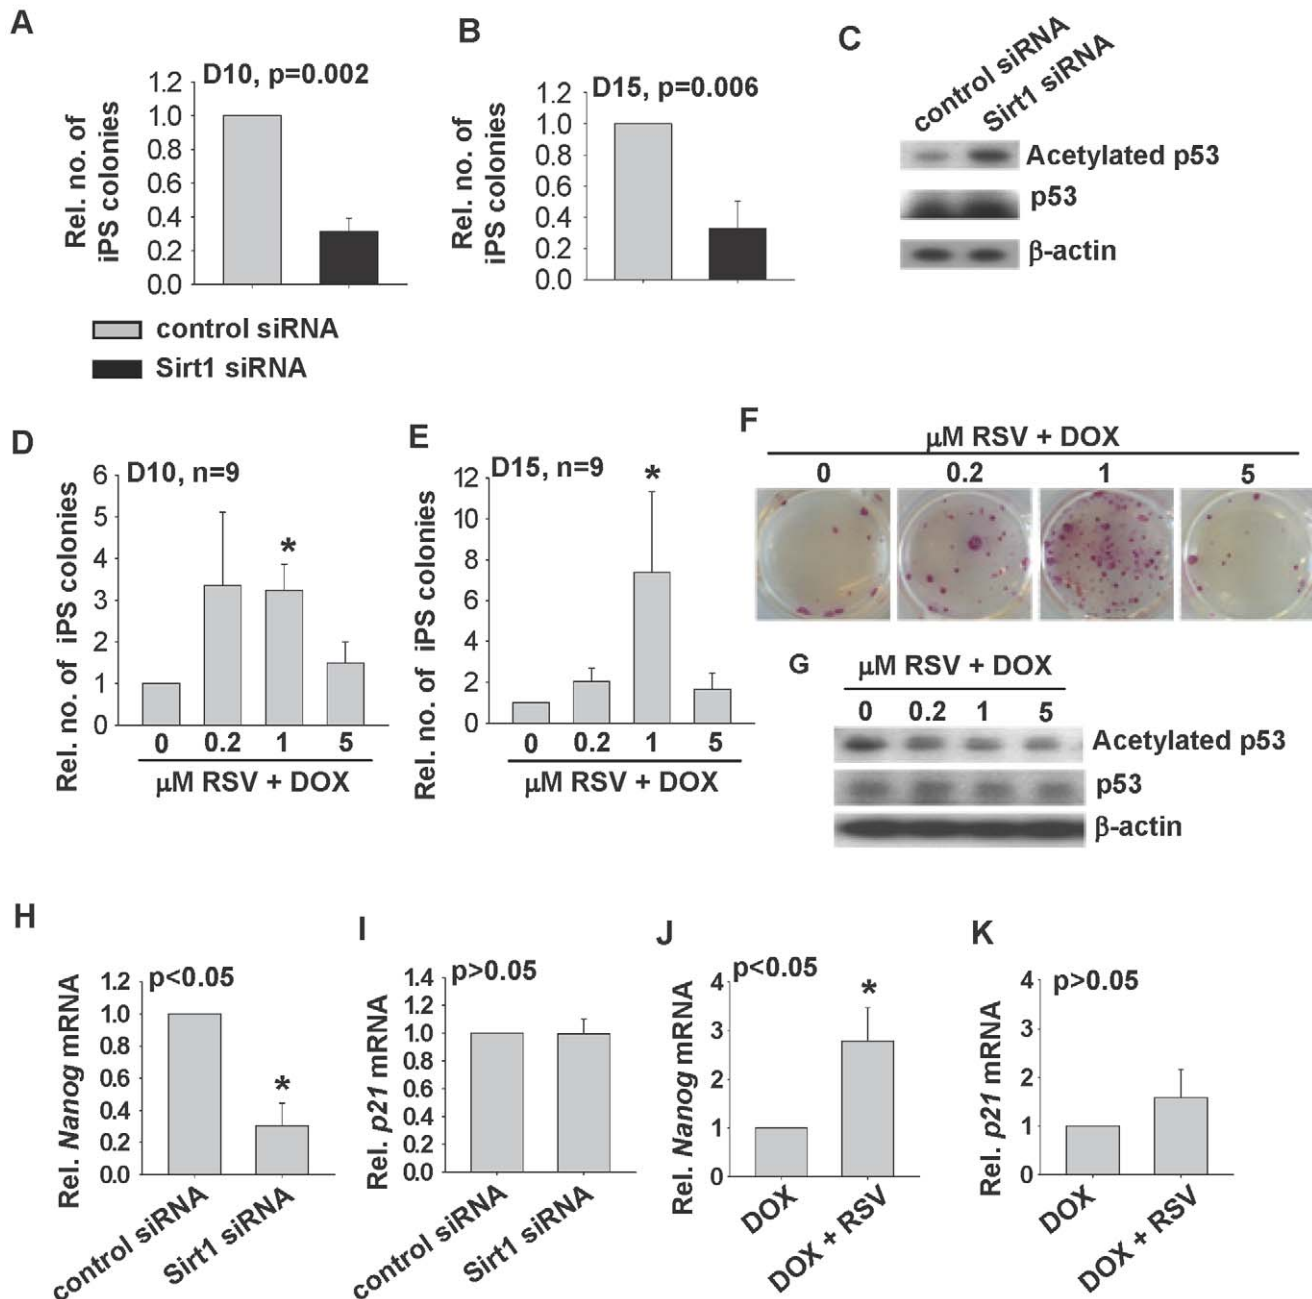 A
D10, p=0.002
Rel. no. of
iPS colonies
1.2
1.0
0.8
0.6
0.4
0.2
0.0
control siRNA
Sirt1 siRNA
B
D15, p=0.006
Rel. no. of
iPS colonies
1.2
1.0
0.8
0.6
0.4
0.2
0.0
C
control siRNA
Sirt1 siRNA
Acetylated p53
p53
β-actin
D
D10, n=9
Rel. no. of iPS colonies
6
5
4
3
2
1
0
*
0 0.2 1 5
μM RSV + DOX
E
D15, n=9
Rel. no. of iPS colonies
12
10
8
6
4
2
0
*
0 0.2 1 5
μM RSV + DOX
F
μM RSV + DOX
0 0.2 1 5
G
μM RSV + DOX
0 0.2 1 5
Acetylated p53
p53
β-actin
H
p<0.05
Rel. Nanog mRNA
1.2
1.0
0.8
0.6
0.4
0.2
0.0
*
control siRNA
Sirt1 siRNA
I
p>0.05
Rel. p21 mRNA
1.4
1.2
1.0
0.8
0.6
0.4
0.2
0.0
control siRNA
Sirt1 siRNA
J
p<0.05
Rel. Nanog mRNA
4
3
2
1
0
*
DOX
DOX + RSV
K
p>0.05
Rel. p21 mRNA
4
3
2
1
0
DOX
DOX + RSV